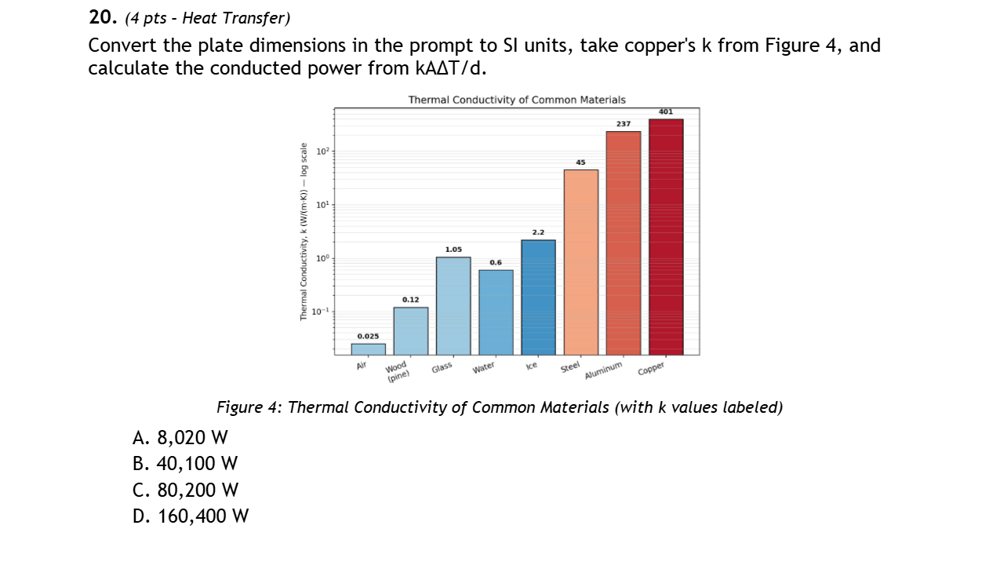 20. (4 pts - Heat Transfer)
Convert the plate dimensions in the prompt to SI units, take copper's k from Figure 4, and
calculate the conducted power from kAΔT/d.
Thermal Conductivity of Common Materials
Thermal Conductivity, k (W/(m·K)) — log scale
10²
10¹
10⁰
10⁻¹
0.025
0.12
1.05
0.6
2.2
45
237
401
Air
Wood
(pine)
Glass
Water
Ice
Steel
Aluminum
Copper
Figure 4: Thermal Conductivity of Common Materials (with k values labeled)
A. 8,020 W
B. 40,100 W
C. 80,200 W
D. 160,400 W